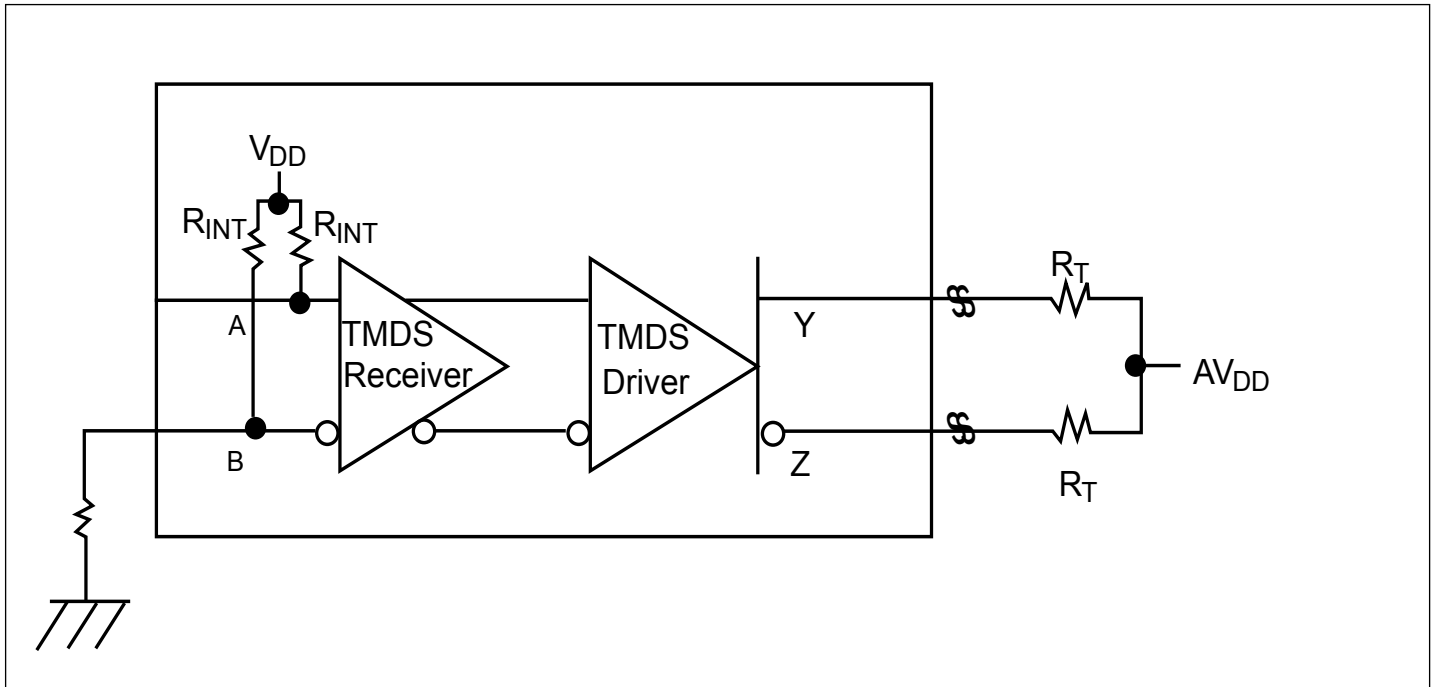 VDD
RINT
RINT
RT
A
TMDS
Receiver
TMDS
Driver
Y
AVDD
B
Z
RT